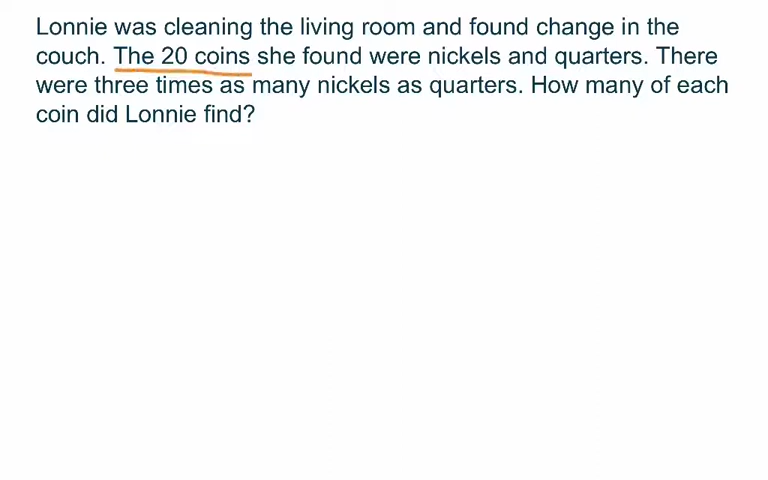 Lonnie was cleaning the living room and found change in the
couch. The 20 coins she found were nickels and quarters. There
were three times as many nickels as quarters. How many of each
coin did Lonnie find?